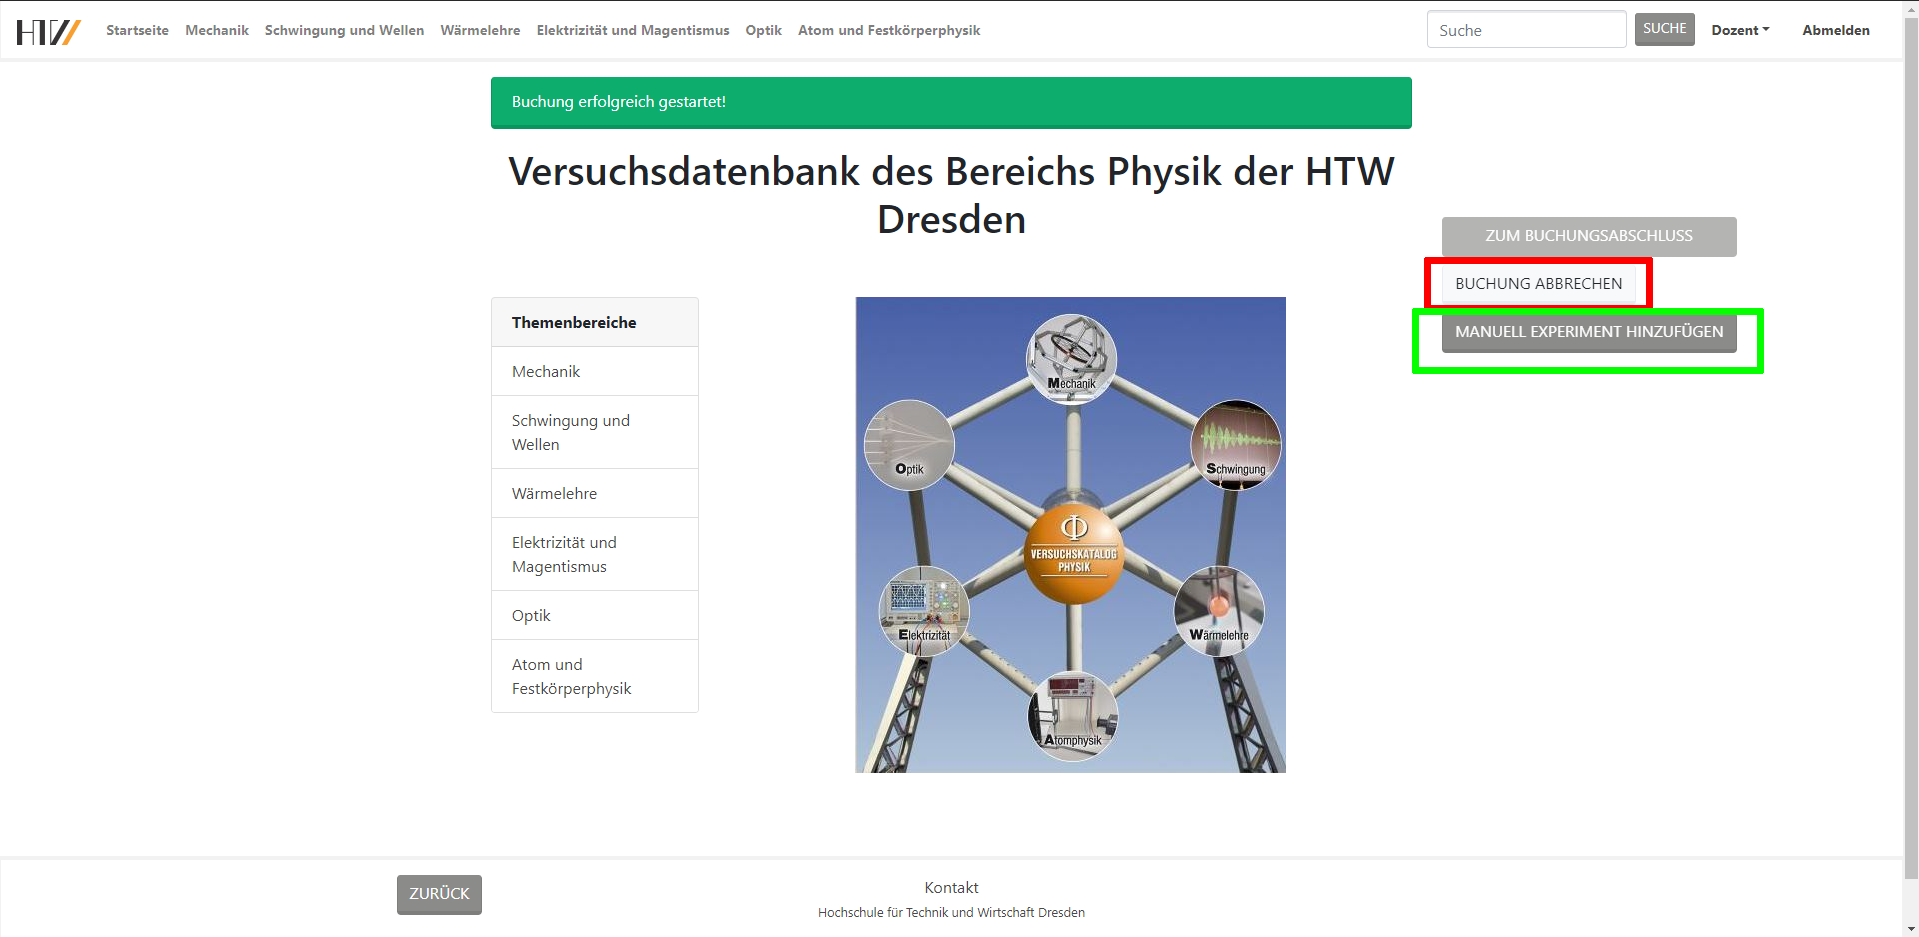 HTW
Startseite Mechanik Schwingung und Wellen Wärmelehre Elektrizität und Magentismus Optik Atom und Festkörperphysik Suche SUCHE Dozent Abmelden
Buchung erfolgreich gestartet!
Versuchsdatenbank des Bereichs Physik der HTW
Dresden
ZUM BUCHUNGSABSCHLUSS
BUCHUNG ABBRECHEN
MANUELL EXPERIMENT HINZUFÜGEN
Themenbereiche
Mechanik
Schwingung und
Wellen
Wärmelehre
Elektrizität und
Magentismus
Optik
Atom und
Festkörperphysik
Mechanik
Optik
Schwingung
Φ
VERSUCHSKATALOG
PHYSIK
Elektrizität
Wärmelehre
Atomphysik
ZURÜCK
Kontakt
Hochschule für Technik und Wirtschaft Dresden